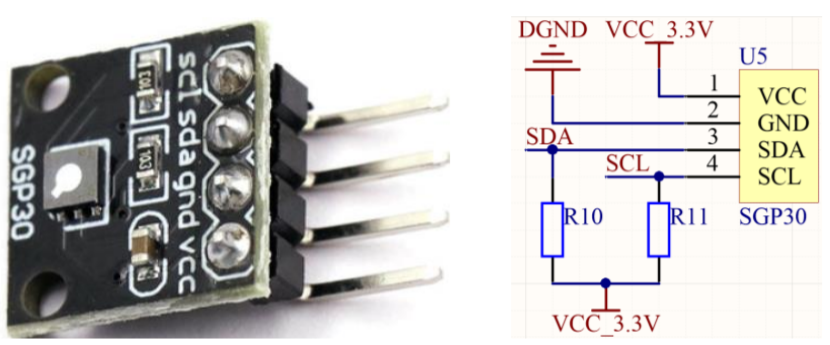 SGP30
scl sda gnd vcc
103
103
DGND VCC_3.3V
U5
1 VCC
2 GND
SDA 3 SDA
SCL 4 SCL
R10 R11 SGP30
VCC_3.3V